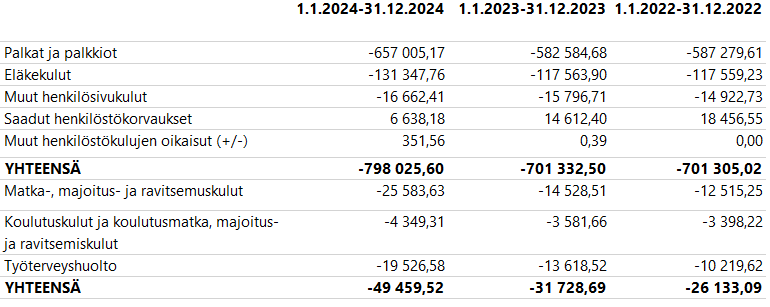 1.1.2024-31.12.2024 1.1.2023-31.12.2023 1.1.2022-31.12.2022
Palkat ja palkkiot -657 005,17 -582 584,68 -587 279,61
Eläkekulut -131 347,76 -117 563,90 -117 559,23
Muut henkilösivukulut -16 662,41 -15 796,71 -14 922,73
Saadut henkilöstökorvaukset 6 638,18 14 612,40 18 456,55
Muut henkilöstökulujen oikaisut (+/-) 351,56 0,39 0,00
YHTEENSÄ -798 025,60 -701 332,50 -701 305,02
Matka-, majoitus- ja ravitsemuskulut -25 583,63 -14 528,51 -12 515,25
Koulutuskulut ja koulutusmatka, majoitus- -4 349,31 -3 581,66 -3 398,22
ja ravitsemiskulut
Työterveyshuolto -19 526,58 -13 618,52 -10 219,62
YHTEENSÄ -49 459,52 -31 728,69 -26 133,09